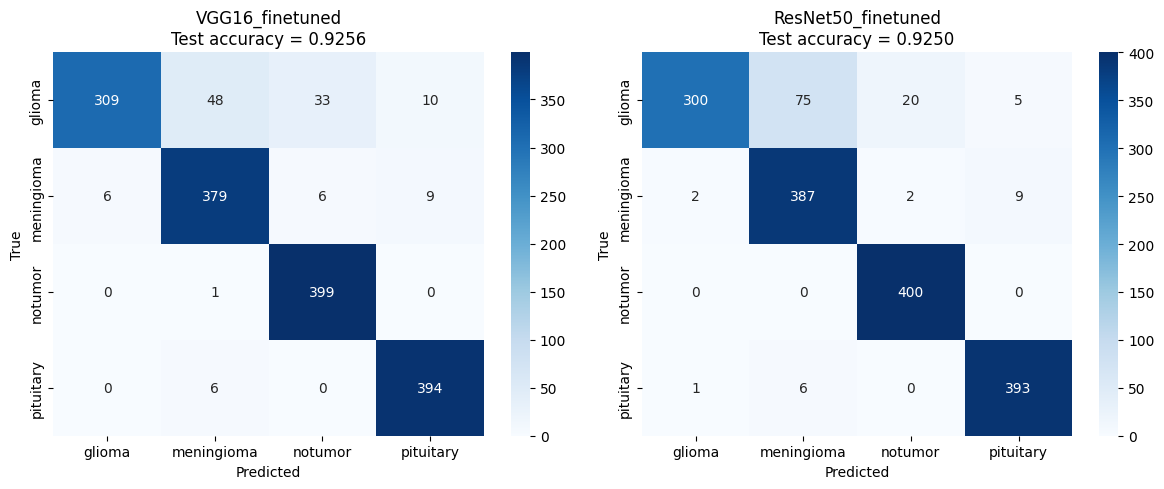 VGG16_finetuned
Test accuracy = 0.9256
glioma 309 48 33 10
meningioma 6 379 6 9
notumor 0 1 399 0
pituitary 0 6 0 394
True
glioma meningioma notumor pituitary
Predicted
350
300
250
200
150
100
50
0
ResNet50_finetuned
Test accuracy = 0.9250
glioma 300 75 20 5
meningioma 2 387 2 9
notumor 0 0 400 0
pituitary 1 6 0 393
True
glioma meningioma notumor pituitary
Predicted
400
350
300
250
200
150
100
50
0